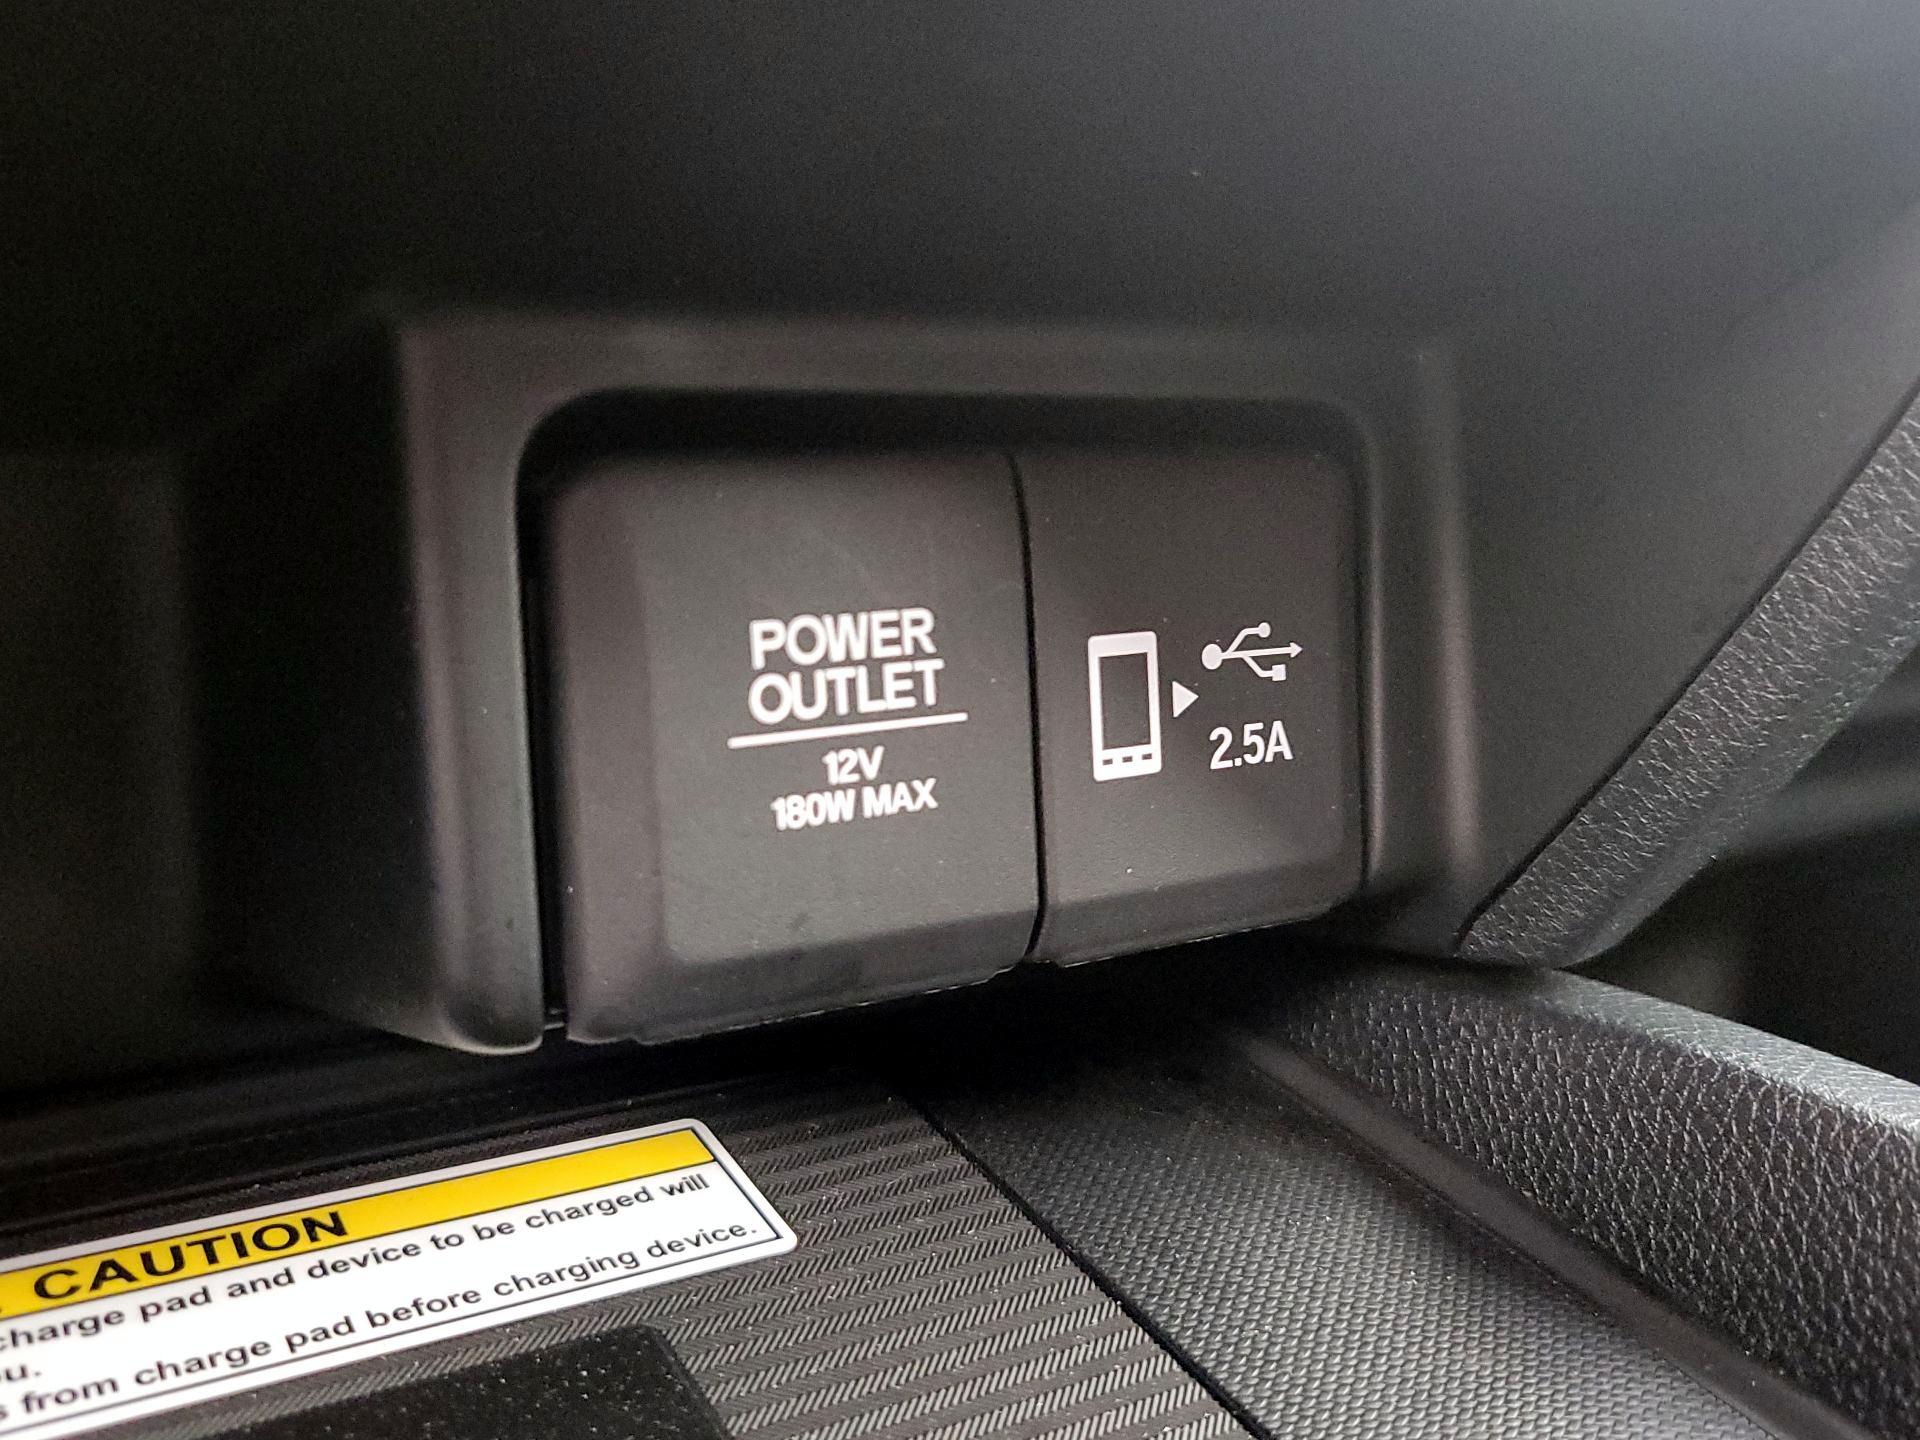 POWER
OUTLET
12V
180W MAX
2.5A
CAUTION
charge pad and device to be charged will
from charge pad before charging device.